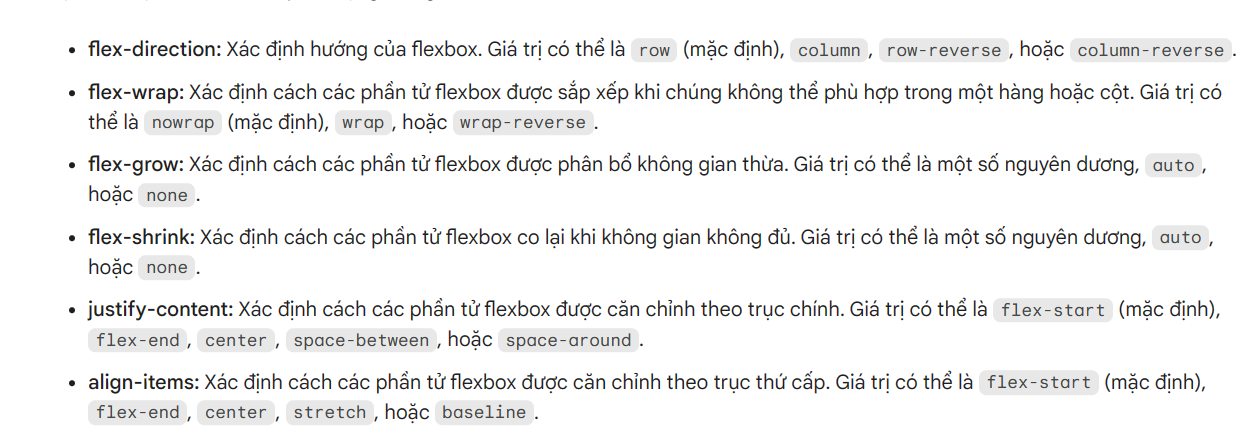 • flex-direction: Xác định hướng của flexbox. Giá trị có thể là row (mặc định), column, row-reverse, hoặc column-reverse.
• flex-wrap: Xác định cách các phần tử flexbox được sắp xếp khi chúng không thể phù hợp trong một hàng hoặc cột. Giá trị có
thể là nowrap (mặc định), wrap, hoặc wrap-reverse.
• flex-grow: Xác định cách các phần tử flexbox được phân bổ không gian thừa. Giá trị có thể là một số nguyên dương, auto,
hoặc none.
• flex-shrink: Xác định cách các phần tử flexbox co lại khi không gian không đủ. Giá trị có thể là một số nguyên dương, auto,
hoặc none.
• justify-content: Xác định cách các phần tử flexbox được căn chỉnh theo trục chính. Giá trị có thể là flex-start (mặc định),
flex-end, center, space-between, hoặc space-around.
• align-items: Xác định cách các phần tử flexbox được căn chỉnh theo trục thứ cấp. Giá trị có thể là flex-start (mặc định),
flex-end, center, stretch, hoặc baseline.